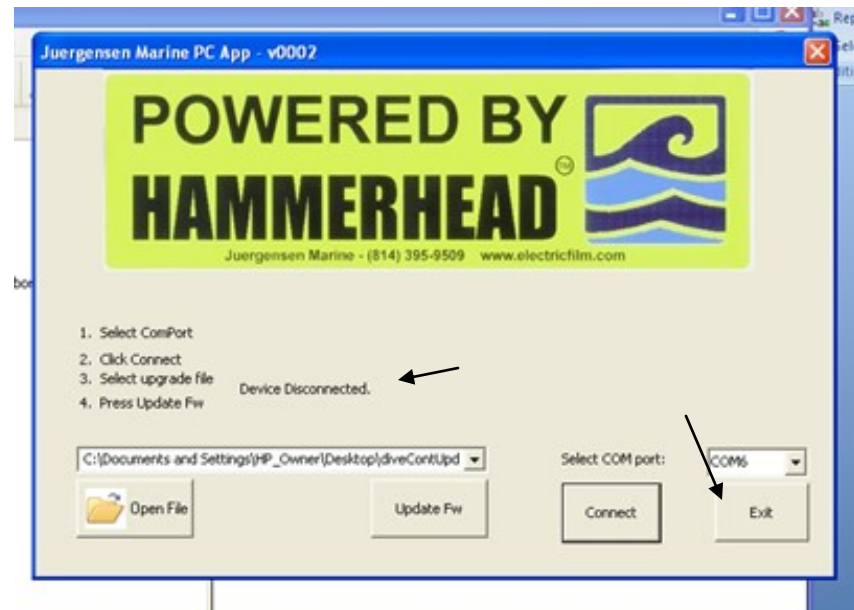 Rep
Juergensen Marine PC App - v0002
POWERED BY
HAMMERHEAD
TM
Juergensen Marine - (814) 395-9509 www.electricfilm.com
1. Select ComPort
2. Click Connect
3. Select upgrade file
4. Press Update Fw
Device Disconnected.
C:\Documents and Settings\HP_Owner\Desktop\diveContUpd
Select COM port:
COM6
Open File
Update Fw
Connect
Exit